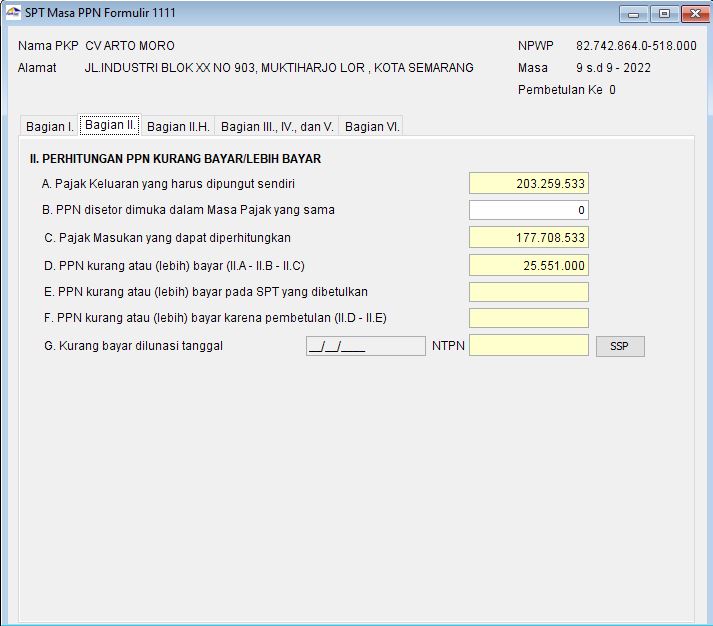 SPT Masa PPN Formulir 1111
Nama PKP CV ARTO MORO NPWP 82.742.864.0-518.000
Alamat JL.INDUSTRI BLOK XX NO 903, MUKTIHARJO LOR , KOTA SEMARANG Masa 9 s.d 9 - 2022
Pembetulan Ke 0
Bagian I. Bagian II. Bagian II.H. Bagian III., IV., dan V. Bagian VI.
II. PERHITUNGAN PPN KURANG BAYAR/LEBIH BAYAR
A. Pajak Keluaran yang harus dipungut sendiri 203.259.533
B. PPN disetor dimuka dalam Masa Pajak yang sama 0
C. Pajak Masukan yang dapat diperhitungkan 177.708.533
D. PPN kurang atau (lebih) bayar (II.A - II.B - II.C) 25.551.000
E. PPN kurang atau (lebih) bayar pada SPT yang dibetulkan
F. PPN kurang atau (lebih) bayar karena pembetulan (II.D - II.E)
G. Kurang bayar dilunasi tanggal __/__/____ NTPN SSP